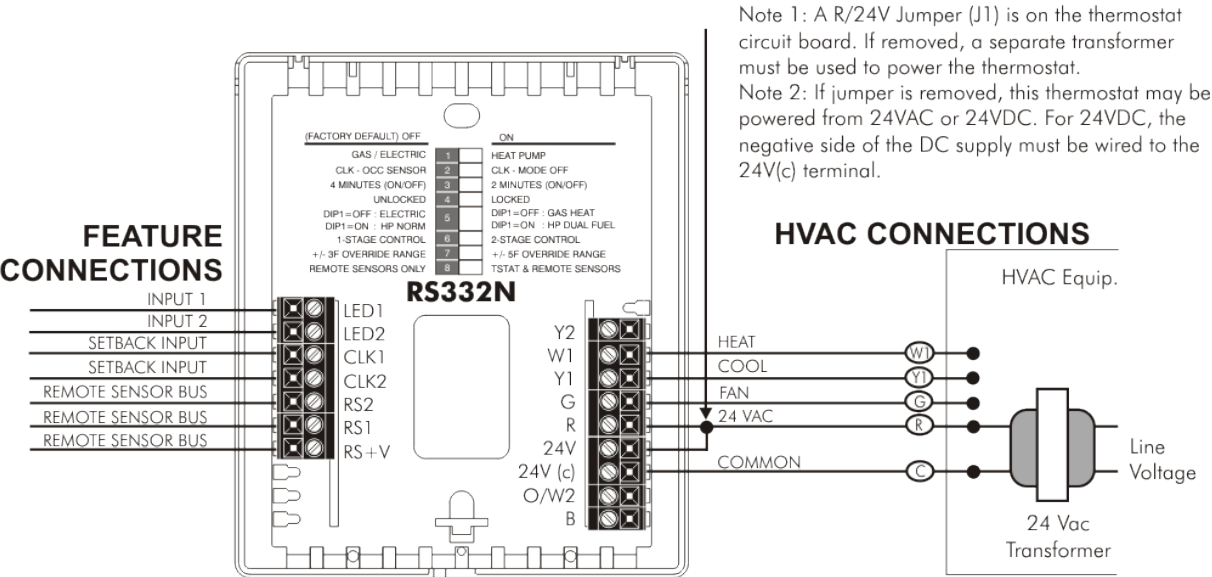 Note 1: A R/24V Jumper (J1) is on the thermostat
circuit board. If removed, a separate transformer
must be used to power the thermostat.
Note 2: If jumper is removed, this thermostat may be
powered from 24VAC or 24VDC. For 24VDC, the
negative side of the DC supply must be wired to the
24V(c) terminal.
(FACTORY DEFAULT) OFF ON
GAS / ELECTRIC 1 HEAT PUMP
CLK - OCC SENSOR 2 CLK - MODE OFF
4 MINUTES (ON/OFF) 3 2 MINUTES (ON/OFF)
UNLOCKED 4 LOCKED
DIP1=OFF : ELECTRIC 5 DIP1=OFF : GAS HEAT
DIP1=ON : HP NORM DIP1=ON : HP DUAL FUEL
1-STAGE CONTROL 6 2-STAGE CONTROL
+/- 3F OVERRIDE RANGE 7 +/- 5F OVERRIDE RANGE
REMOTE SENSORS ONLY 8 TSTAT & REMOTE SENSORS
RS332N
FEATURE
CONNECTIONS
INPUT 1 LED1
INPUT 2 LED2
SETBACK INPUT CLK1
SETBACK INPUT CLK2
REMOTE SENSOR BUS RS2
REMOTE SENSOR BUS RS1
REMOTE SENSOR BUS RS+V
HVAC CONNECTIONS
HVAC Equip.
Y2
W1 HEAT W1
Y1 COOL Y1
G FAN G
R 24 VAC R
24V
24V (c) COMMON C
O/W2
B
Line
Voltage
24 Vac
Transformer